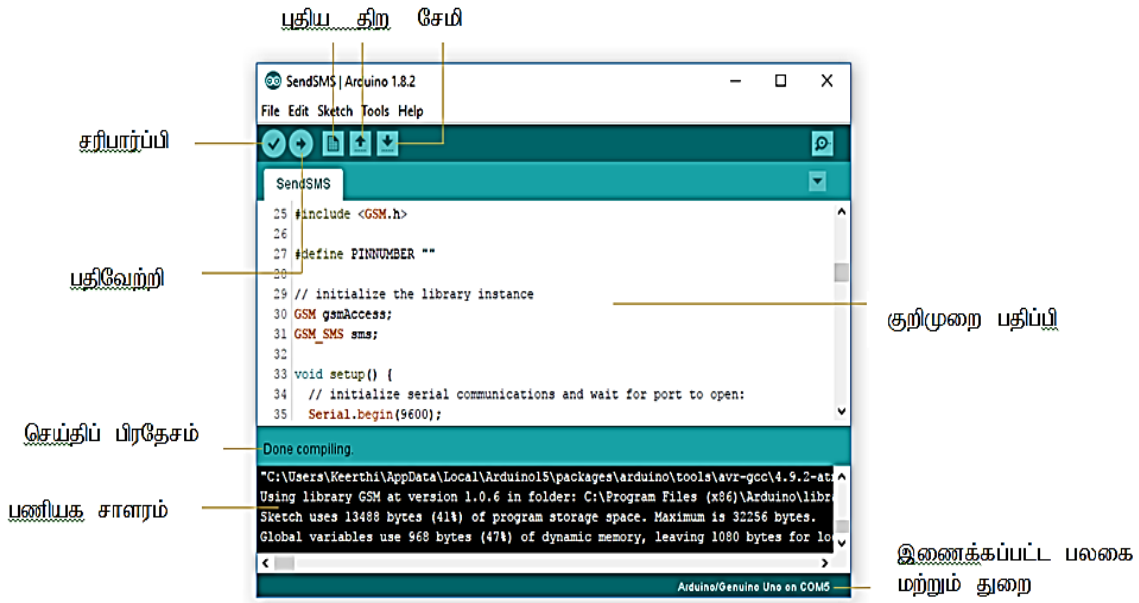 புதிய திற சேமி
SendSMS | Arduino 1.8.2
File Edit Sketch Tools Help
சரிபார்ப்பி
SendSMS
25 #include <GSM.h>
26
27 #define PINNUMBER ""
28
பதிவேற்றி
29 // initialize the library instance
30 GSM gsmAccess;
குறிமுறை பதிப்பி
31 GSM_SMS sms;
32
33 void setup() {
34 // initialize serial communications and wait for port to open:
35 Serial.begin(9600);
செய்திப் பிரதேசம்
Done compiling.
"C:\Users\Keerthi\AppData\Local\Arduino15\packages\arduino\tools\avr-gcc\4.9.2-at
Using library GSM at version 1.0.6 in folder: C:\Program Files (x86)\Arduino\libr
பணியக சாளரம்
Sketch uses 13488 bytes (41%) of program storage space. Maximum is 32256 bytes.
Global variables use 968 bytes (47%) of dynamic memory, leaving 1080 bytes for lo
இணைக்கப்பட்ட பலகை
மற்றும் துறை
Arduino/Genuino Uno on COM5